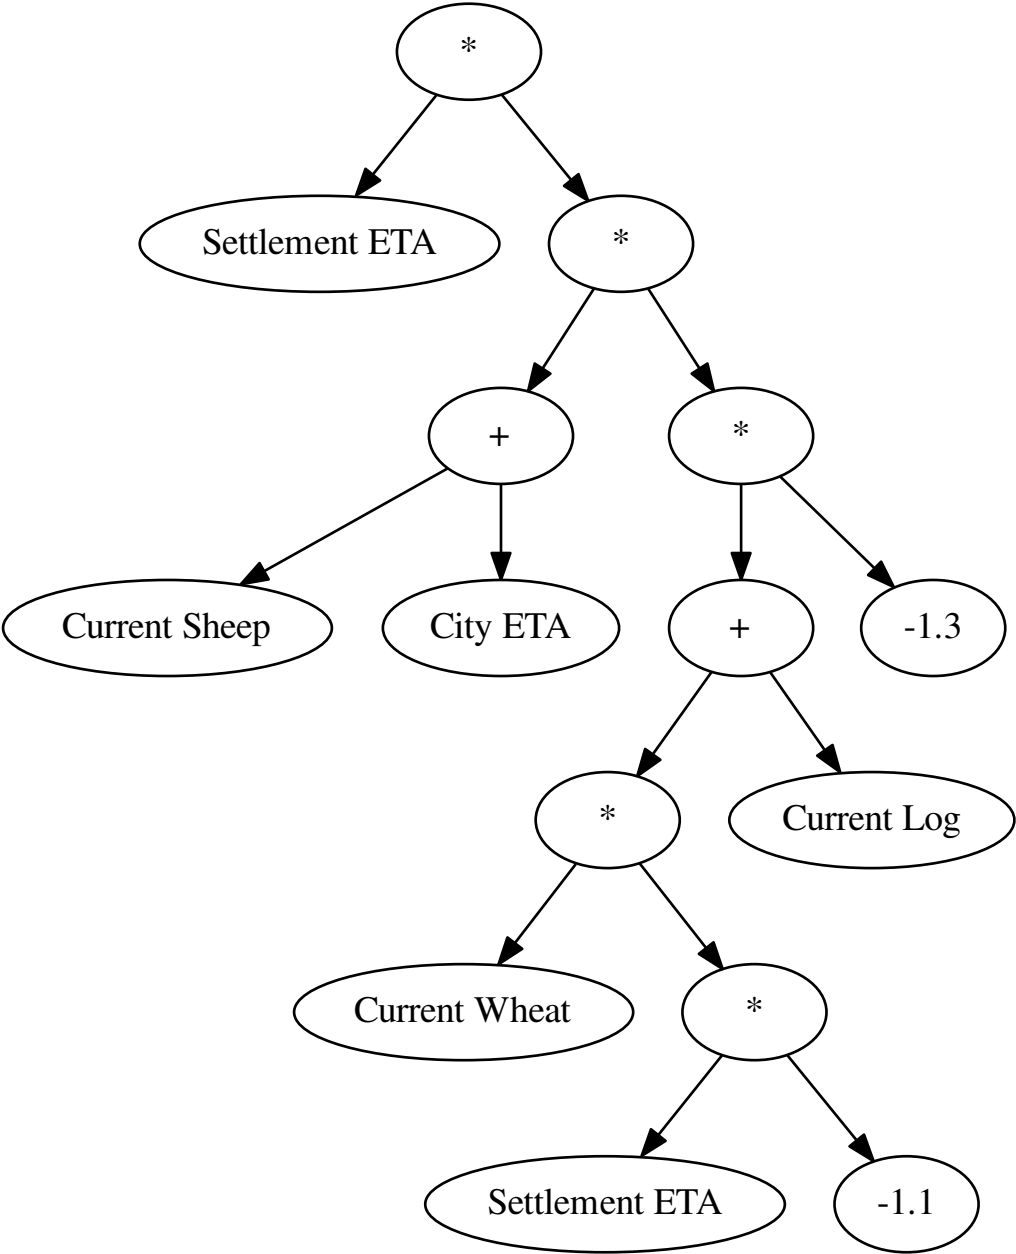 *
Settlement ETA
*
+
*
Current Sheep
City ETA
+
-1.3
*
Current Log
Current Wheat
*
Settlement ETA
-1.1